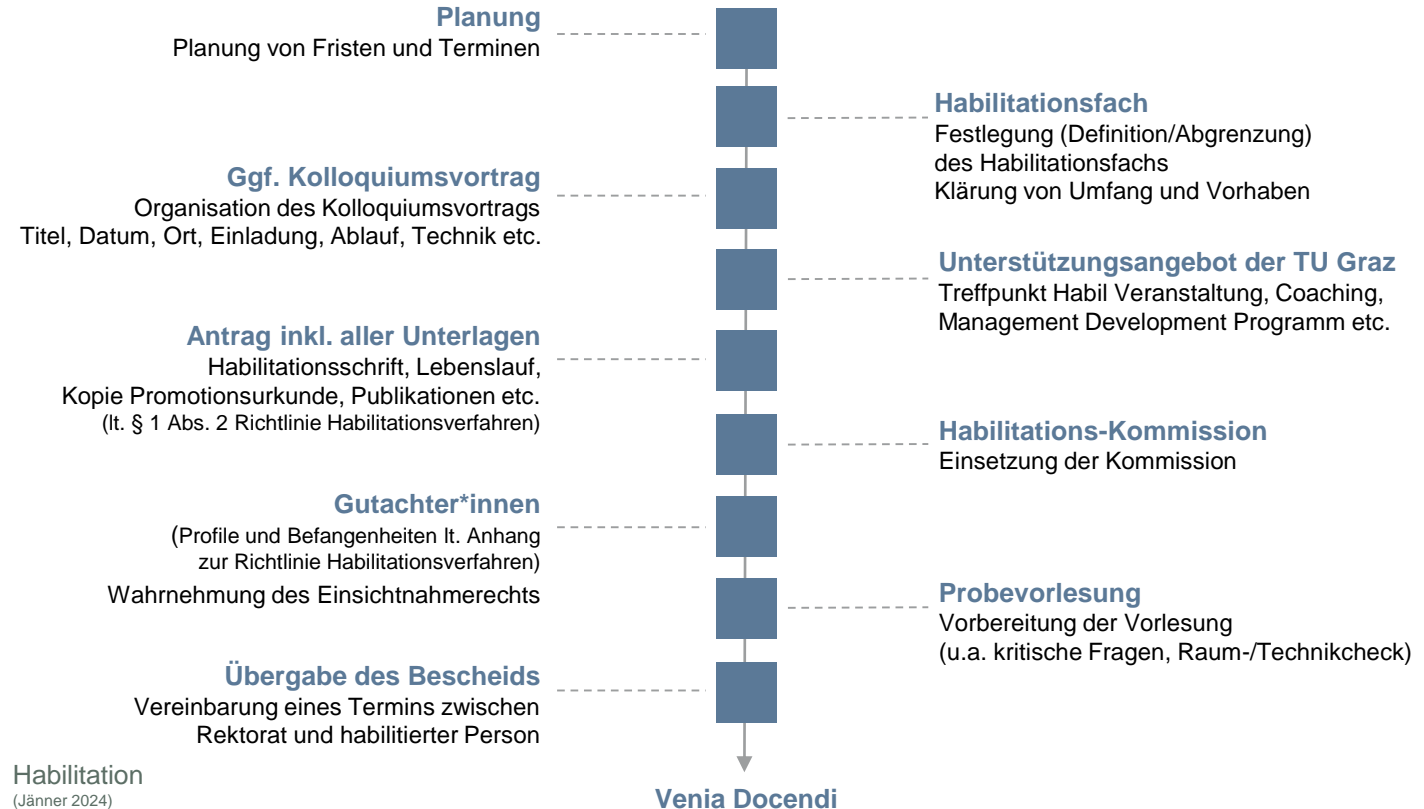 Planung
Planung von Fristen und Terminen
Habilitationsfach
Festlegung (Definition/Abgrenzung)
des Habilitationsfachs
Klärung von Umfang und Vorhaben
Ggf. Kolloquiumsvortrag
Organisation des Kolloquiumsvortrags
Titel, Datum, Ort, Einladung, Ablauf, Technik etc.
Unterstützungsangebot der TU Graz
Treffpunkt Habil Veranstaltung, Coaching,
Management Development Programm etc.
Antrag inkl. aller Unterlagen
Habilitationsschrift, Lebenslauf,
Kopie Promotionsurkunde, Publikationen etc.
(lt. § 1 Abs. 2 Richtlinie Habilitationsverfahren)
Habilitations-Kommission
Einsetzung der Kommission
Gutachter*innen
(Profile und Befangenheiten lt. Anhang
zur Richtlinie Habilitationsverfahren)
Wahrnehmung des Einsichtnahmerechts
Probevorlesung
Vorbereitung der Vorlesung
(u.a. kritische Fragen, Raum-/Technikcheck)
Übergabe des Bescheids
Vereinbarung eines Termins zwischen
Rektorat und habilitierter Person
Habilitation
(Jänner 2024)
Venia Docendi